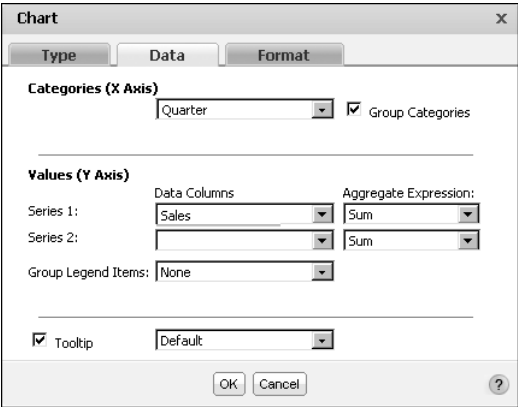 Chart x
Type Data Format
Categories (X Axis)
Quarter Group Categories
Values (Y Axis)
Data Columns Aggregate Expression:
Series 1: Sales Sum
Series 2: Sum
Group Legend Items: None
Tooltip Default
OK Cancel ?